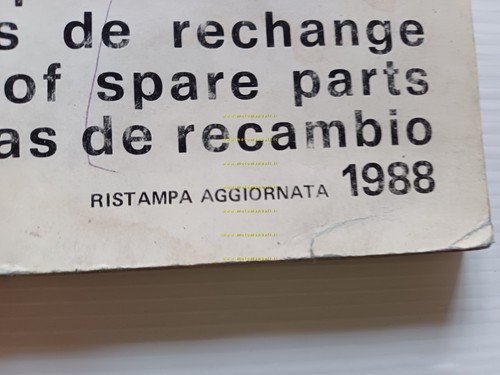 s de rechange
of spare parts
as de recambio
RISTAMPA AGGIORNATA 1988